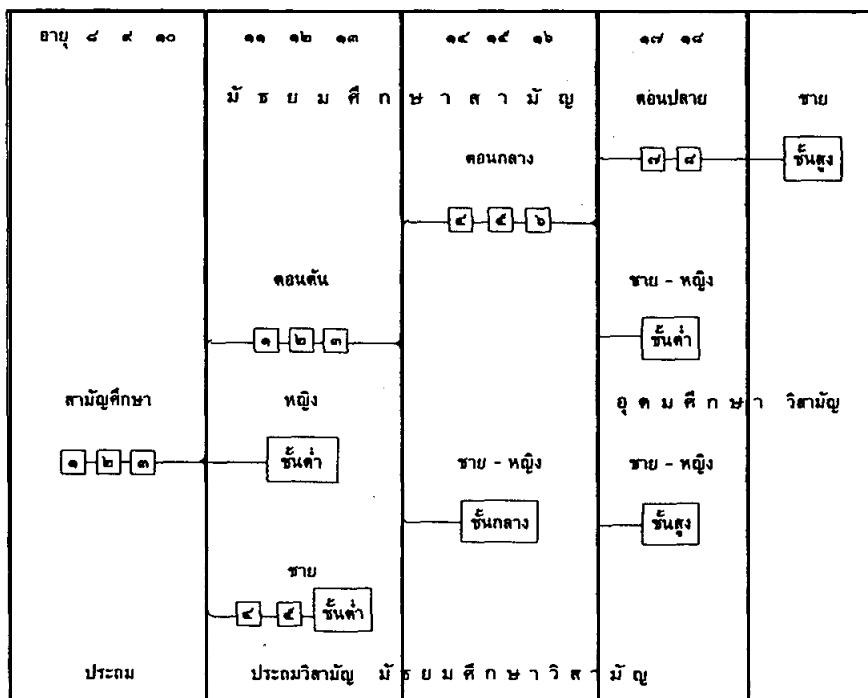 อายุ ๘ ๙ ๑๐ ๑๑ ๑๒ ๑๓ ๑๔ ๑๕ ๑๖ ๑๗ ๑๘
มัธยมศึกษาสามัญ ตอนปลาย ชาย
๗ ๘ ชั้นสูง
ตอนกลาง
๔ ๕ ๖
ตอนต้น ชาย - หญิง
๑ ๒ ๓ ชั้นต่ำ
สามัญศึกษา หญิง อุดมศึกษา วิสามัญ
๑ ๒ ๓ ชั้นต่ำ ชาย - หญิง ชาย - หญิง
ชั้นกลาง ชั้นสูง
ชาย
๔ ๕ ชั้นต่ำ
ประถม ประถมวิสามัญ มัธยมศึกษาวิสามัญ